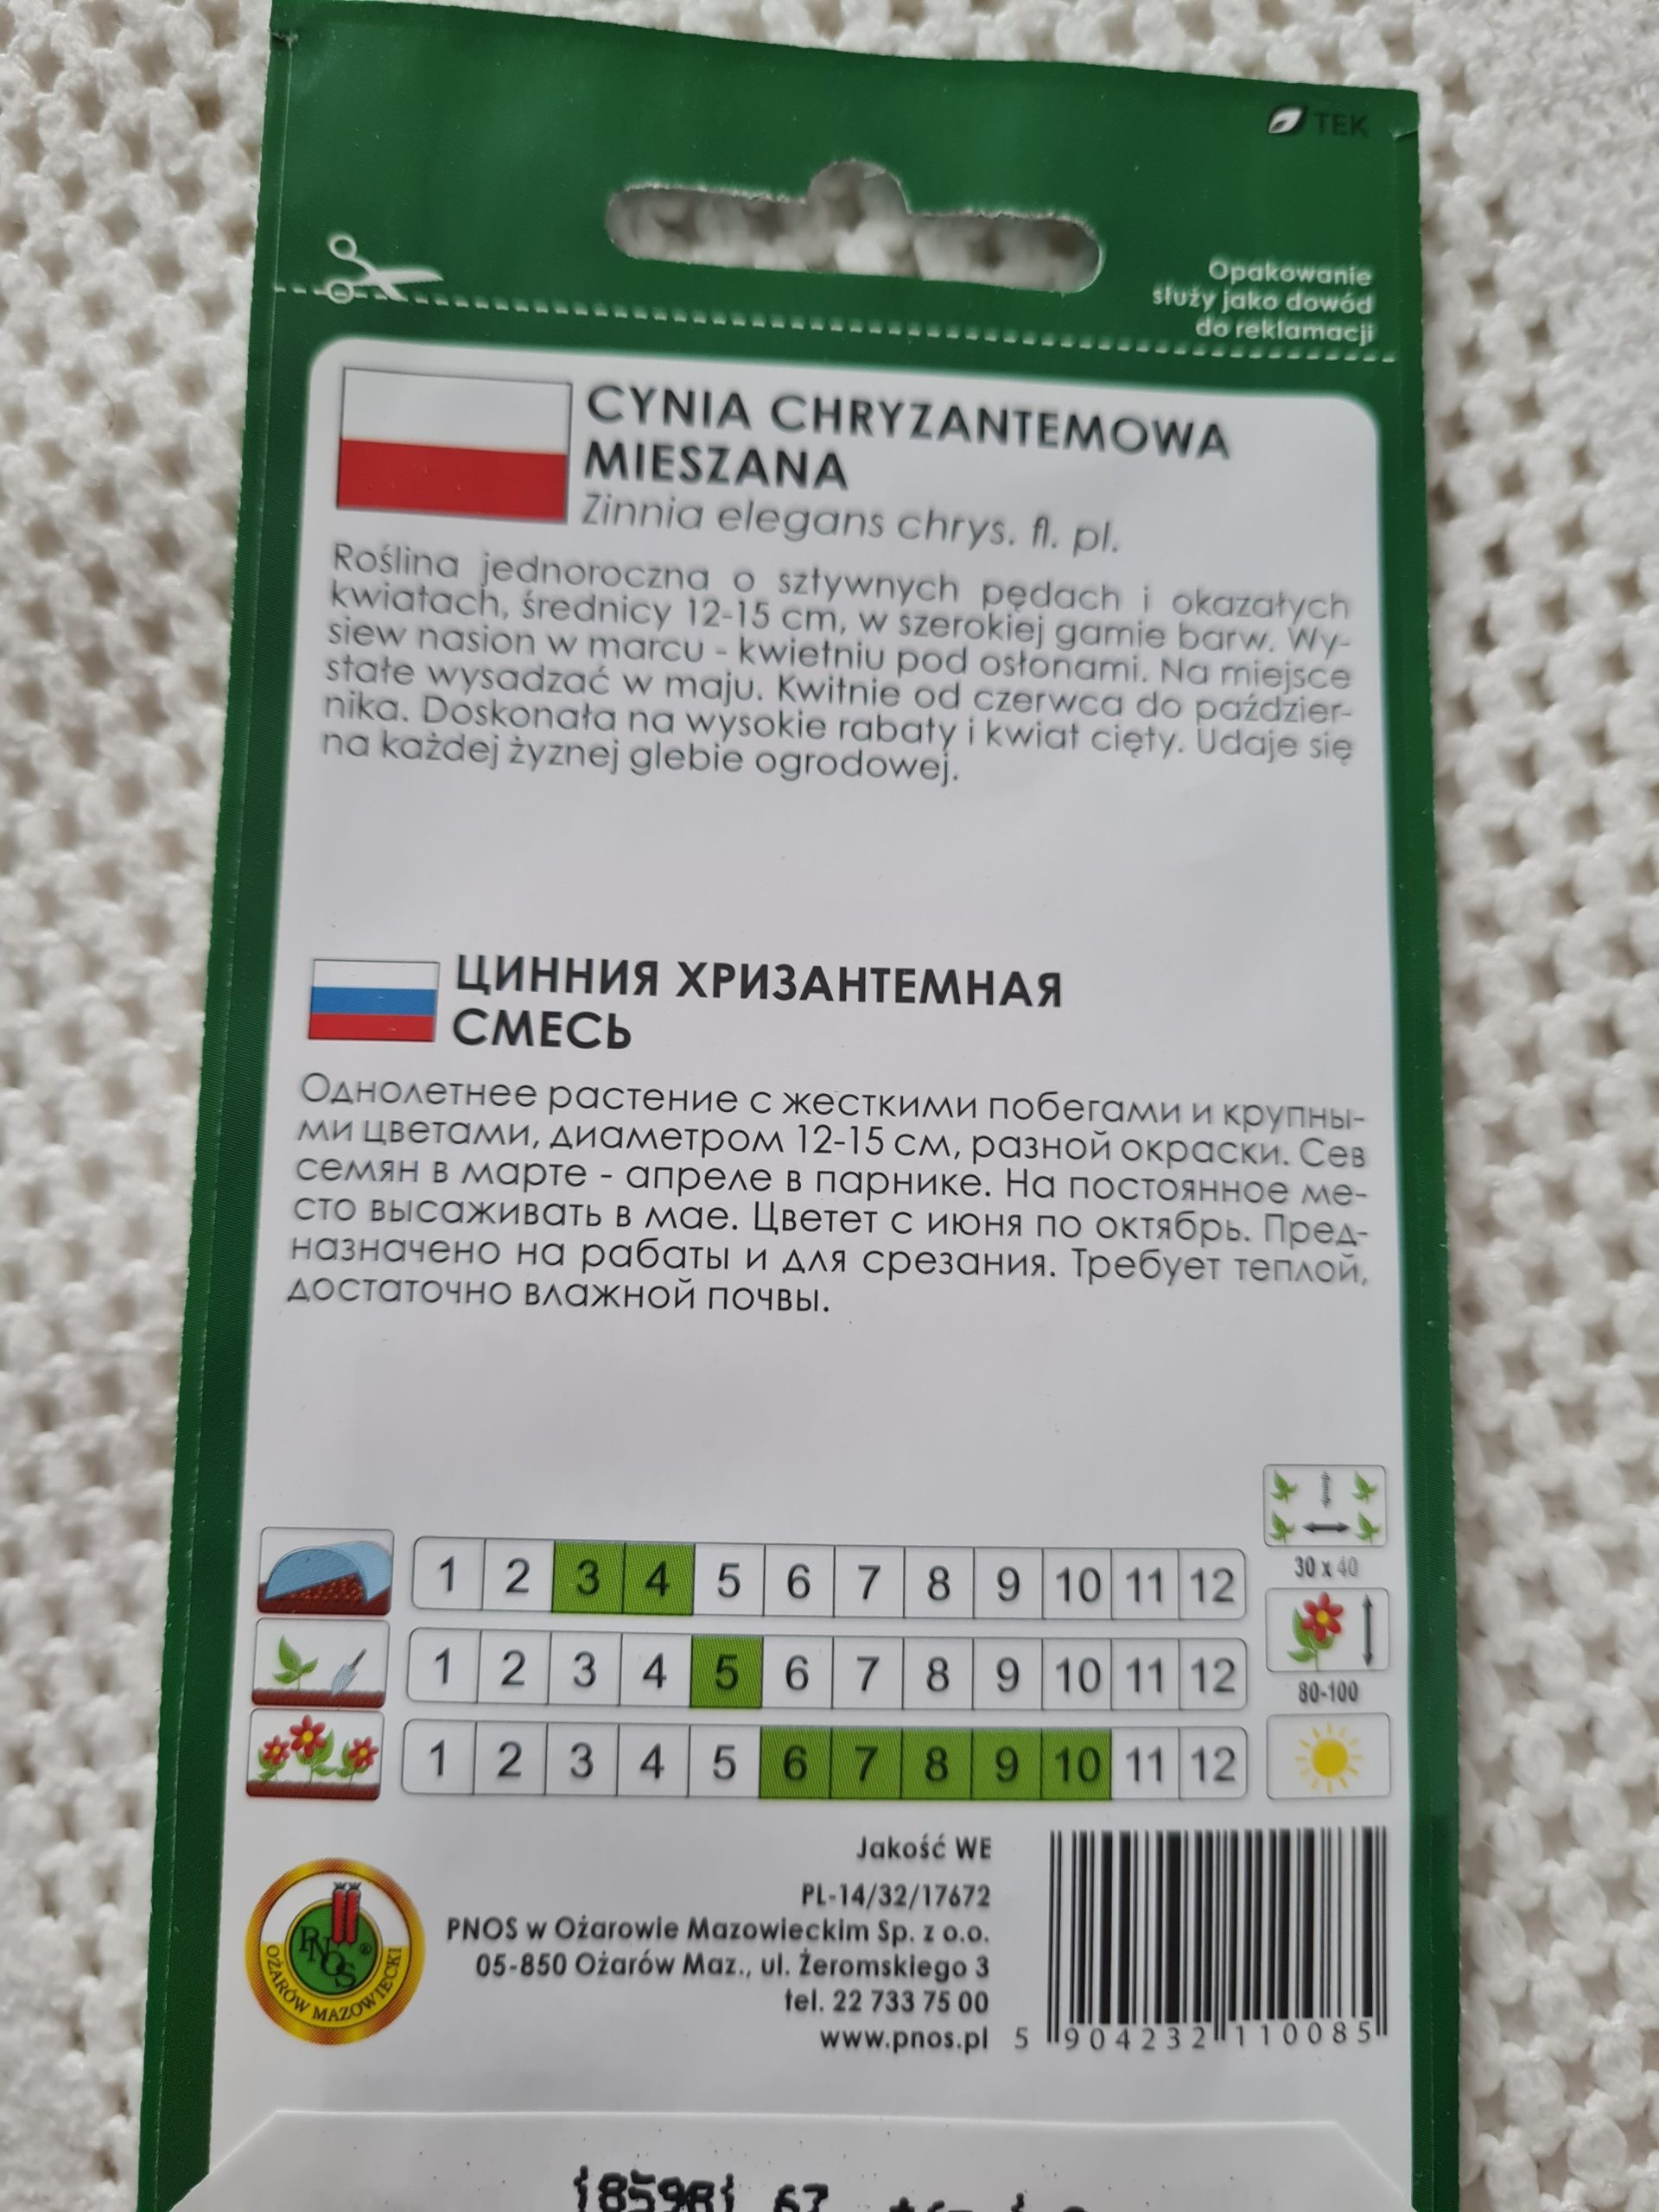 TEK
Opakowanie
służy jako dowód
do reklamacji
CYNIA CHRYZANTEMOWA
MIESZANA
Zinnia elegans chrys. fl. pl.
Roślina jednoroczna o sztywnych pędach i okazałych
kwiatach, średnicy 12-15 cm, w szerokiej gamie barw. Wy-
siew nasion w marcu - kwietniu pod osłonami. Na miejsce
stałe wysadzać w maju. Kwitnie od czerwca do paździer-
nika. Doskonała na wysokie rabaty i kwiat cięty. Udaje się
na każdej żyznej glebie ogrodowej.
ЦИННИЯ ХРИЗАНТЕМНАЯ
СМЕСЬ
Однолетнее растение с жесткими побегами и крупны-
ми цветами, диаметром 12-15 см, разной окраски. Сев
семян в марте - апреле в парнике. На постоянное ме-
сто высаживать в мае. Цветет с июня по октябрь. Пред-
назначено на рабаты и для срезания. Требует теплой,
достаточно влажной почвы.
1 2 3 4 5 6 7 8 9 10 11 12
30 x 40
1 2 3 4 5 6 7 8 9 10 11 12
80-100
1 2 3 4 5 6 7 8 9 10 11 12
Jakość WE
PL-14/32/17672
PNOS w Ożarowie Mazowieckim Sp. z o.o.
05-850 Ożarów Maz., ul. Żeromskiego 3
tel. 22 733 75 00
www.pnos.pl
PNOS ®
OŻARÓW MAZOWIECKI
5 904232 110085
67